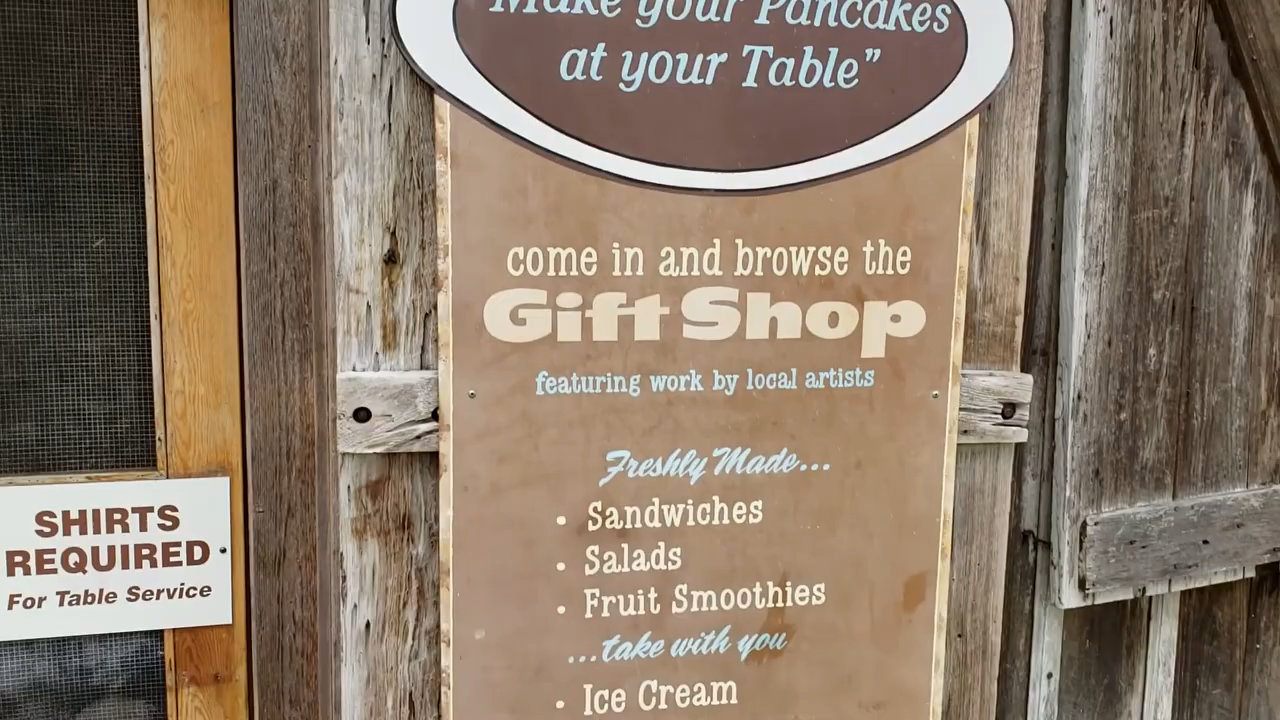 "Make your Pancakes
at your Table"
come in and browse the
Gift Shop
featuring work by local artists
Freshly Made...
• Sandwiches
• Salads
• Fruit Smoothies
...take with you
• Ice Cream
SHIRTS
REQUIRED
For Table Service